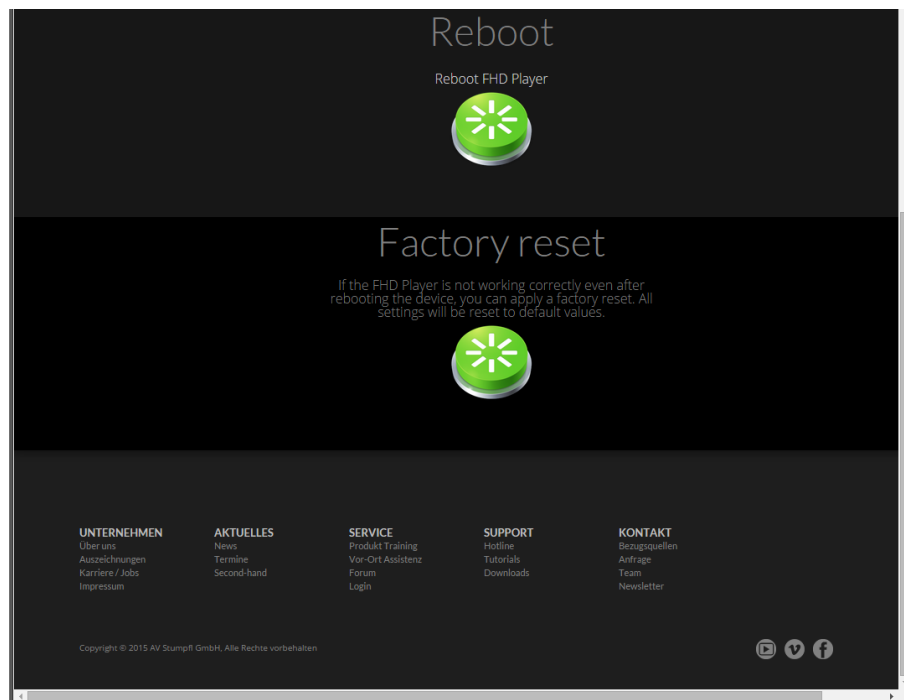 Reboot
Reboot FHD Player
Factory reset
If the FHD Player is not working correctly even after
rebooting the device, you can apply a factory reset. All
settings will be reset to default values.
UNTERNEHMEN
Über uns
Auszeichnungen
Karriere / Jobs
Impressum
AKTUELLES
News
Termine
Second-hand
SERVICE
Produkt Training
Vor-Ort Assistenz
Forum
Login
SUPPORT
Hotline
Tutorials
Downloads
KONTAKT
Bezugsquellen
Anfrage
Team
Newsletter
Copyright © 2015 AV Stumpfl GmbH, Alle Rechte vorbehalten